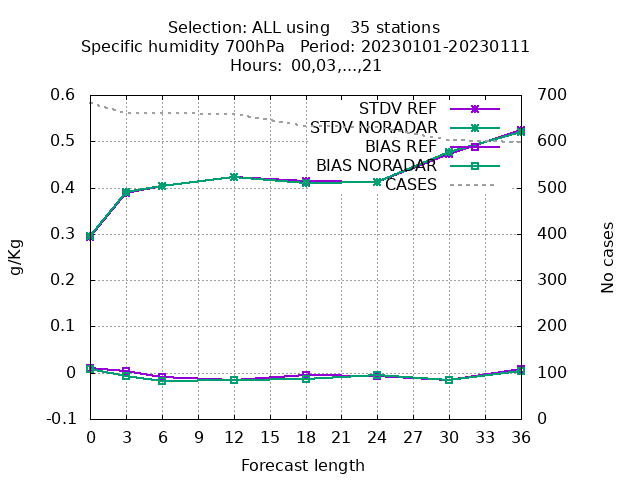 Selection: ALL using    35 stations
Specific humidity 700hPa   Period: 20230101-20230111
Hours:  00,03,...,21
STDV REF
STDV NORADAR
BIAS REF
BIAS NORADAR
CASES
0.6
0.5
0.4
0.3
0.2
0.1
0
-0.1
700
600
500
400
300
200
100
0
g/Kg
No cases
0 3 6 9 12 15 18 21 24 27 30 33 36
Forecast length